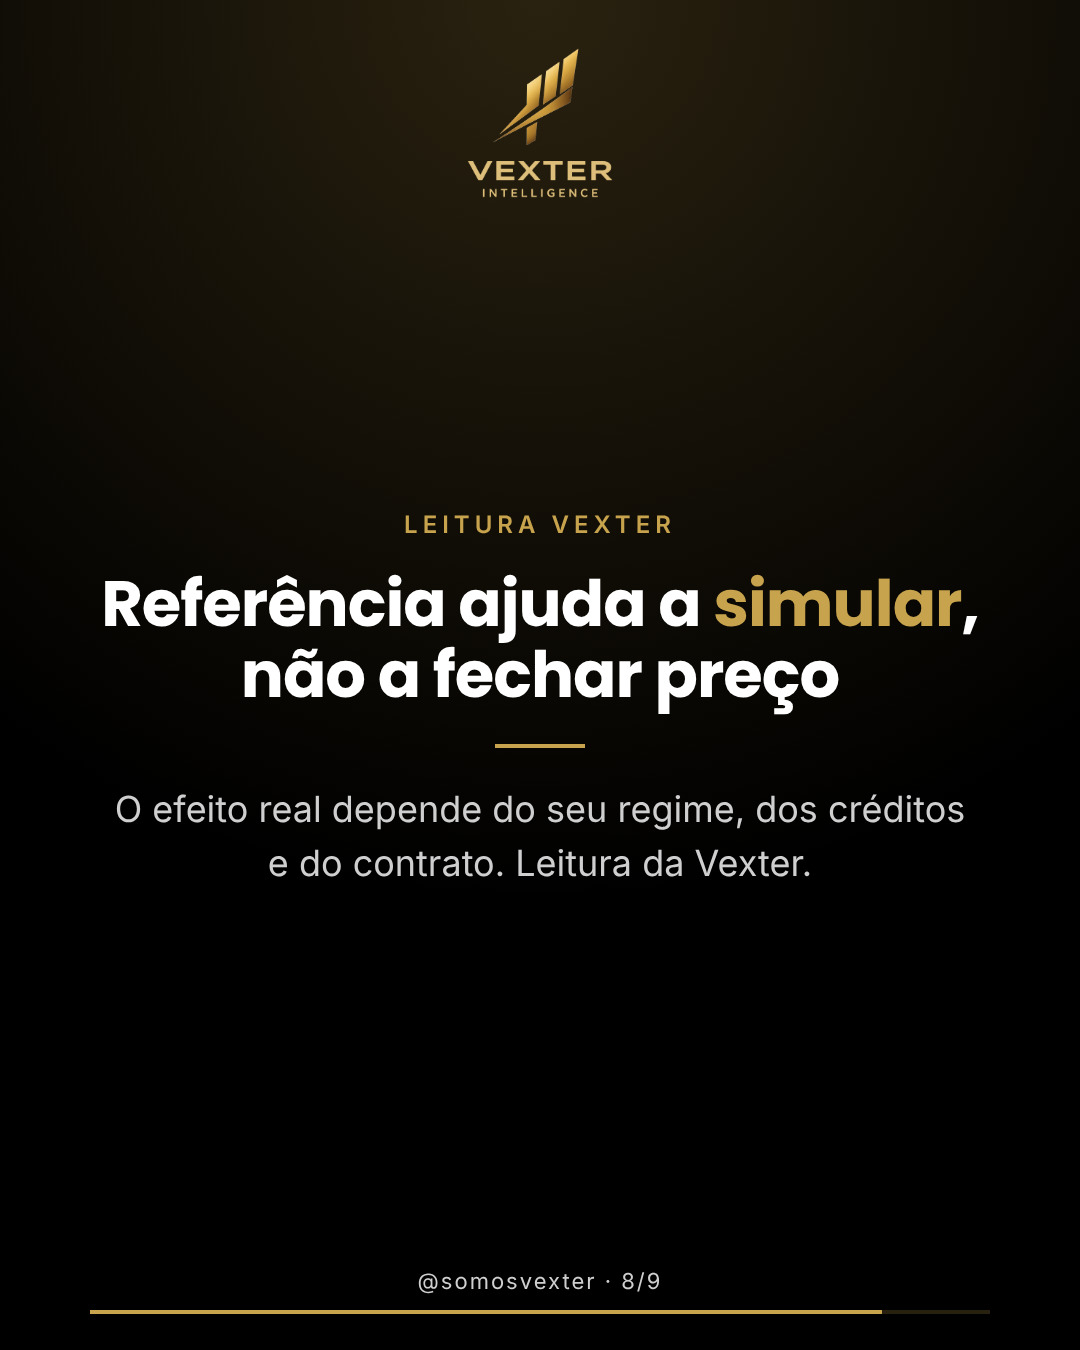 VEXTER
INTELLIGENCE
LEITURA VEXTER
Referência ajuda a simular,
não a fechar preço
O efeito real depende do seu regime, dos créditos
e do contrato. Leitura da Vexter.
@somosvexter · 8/9